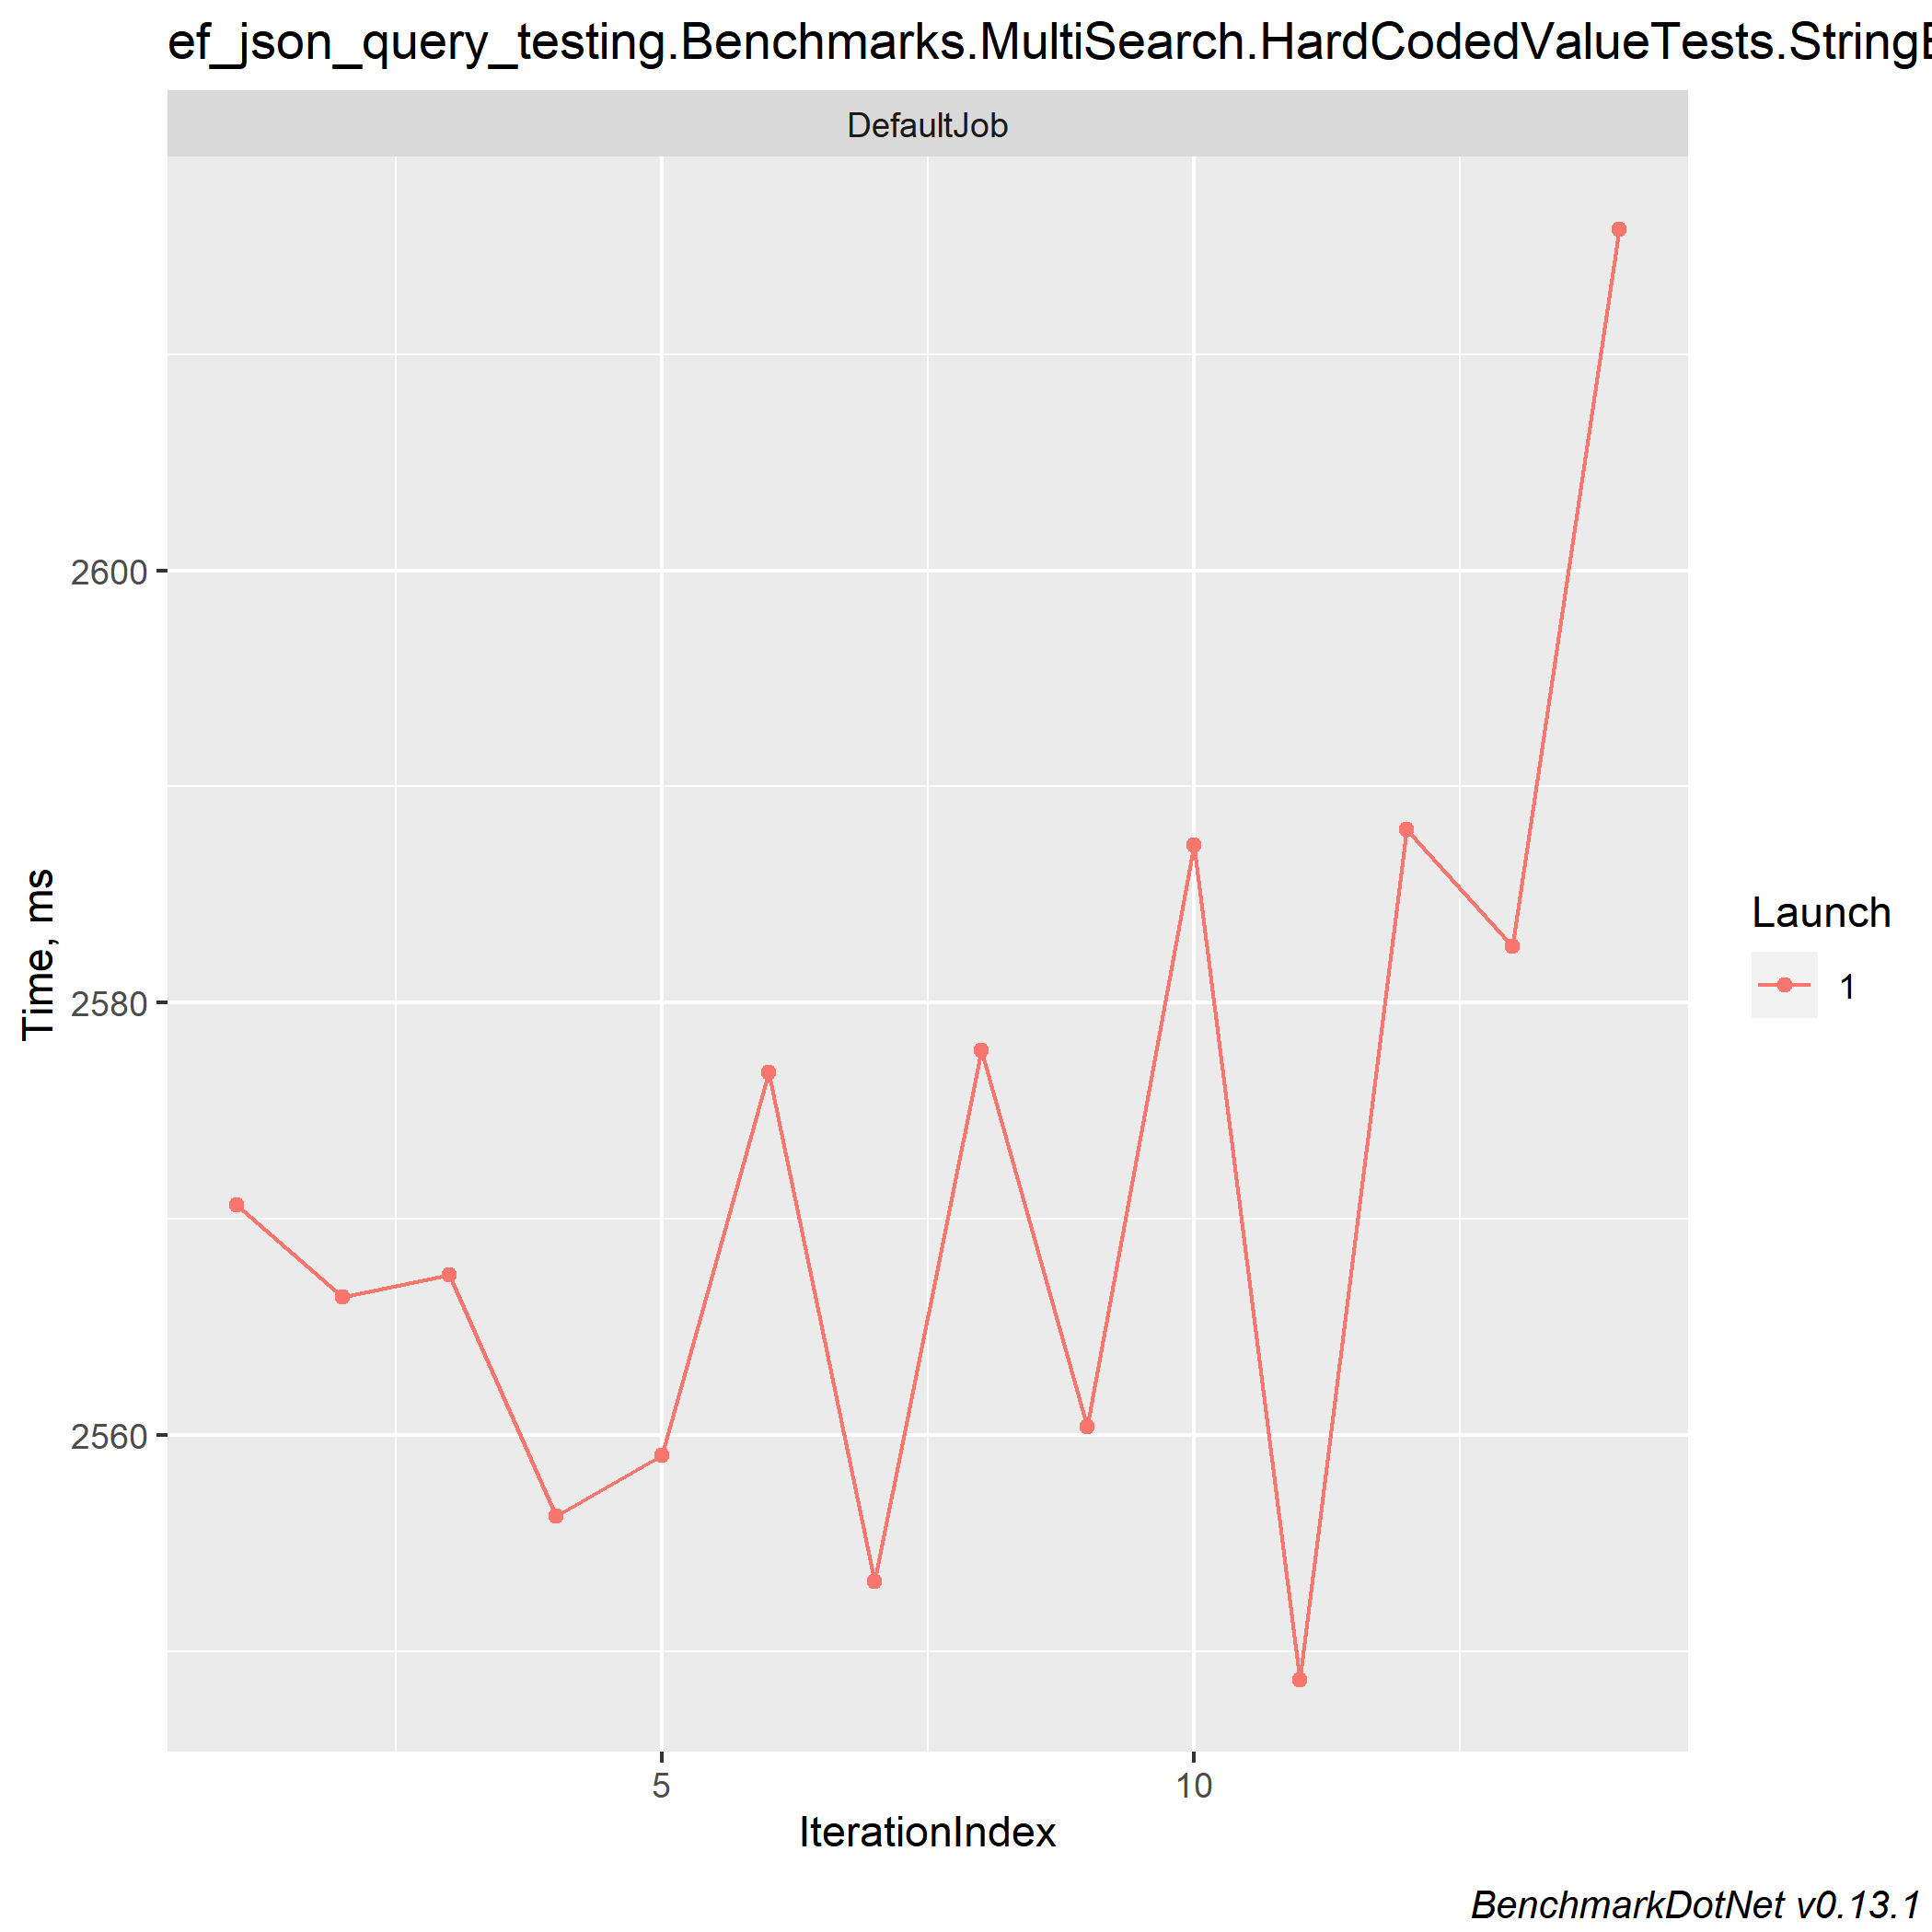 ef_json_query_testing.Benchmarks.MultiSearch.HardCodedValueTests.StringE
DefaultJob
2600
2580
2560
Time, ms
5
10
IterationIndex
Launch
1
BenchmarkDotNet v0.13.1